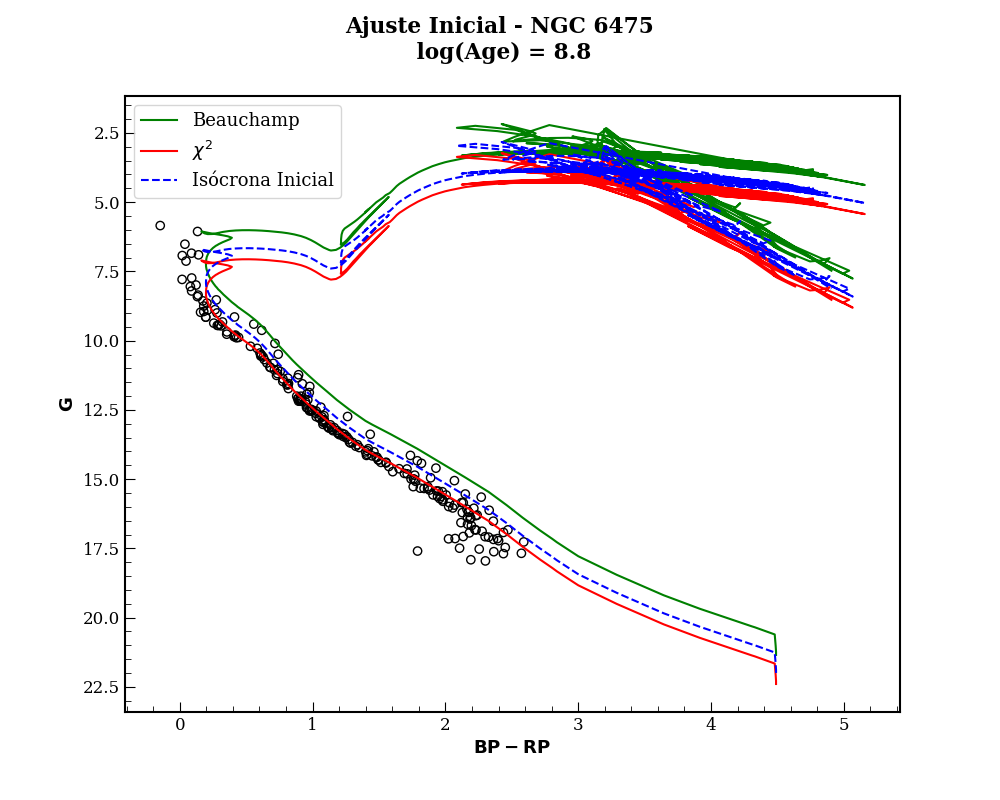 Ajuste Inicial - NGC 6475
log(Age) = 8.8
Beauchamp
χ²
Isócrona Inicial
2.5
5.0
7.5
10.0
12.5
15.0
17.5
20.0
22.5
G
0 1 2 3 4 5
BP − RP